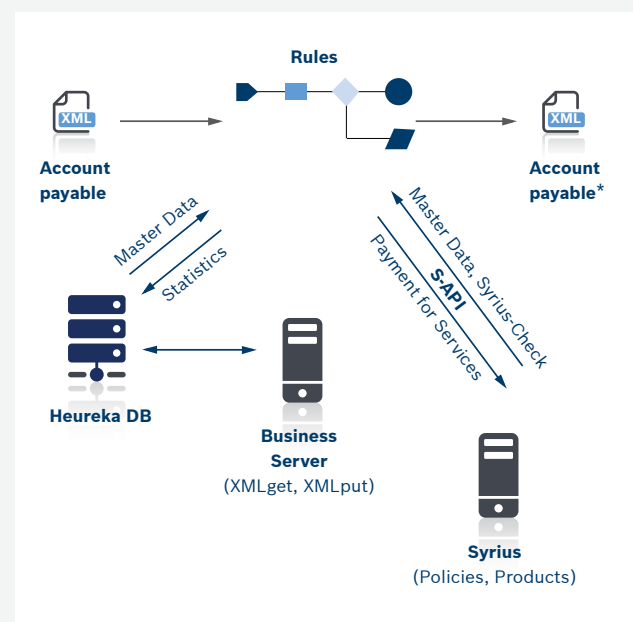 Rules
XML
XML
Account
payable
Account
payable*
Master Data
Statistics
Master Data, Syrius-Check
S-API
Payment for Services
Heureka DB
Business
Server
(XMLget, XMLput)
Syrius
(Policies, Products)